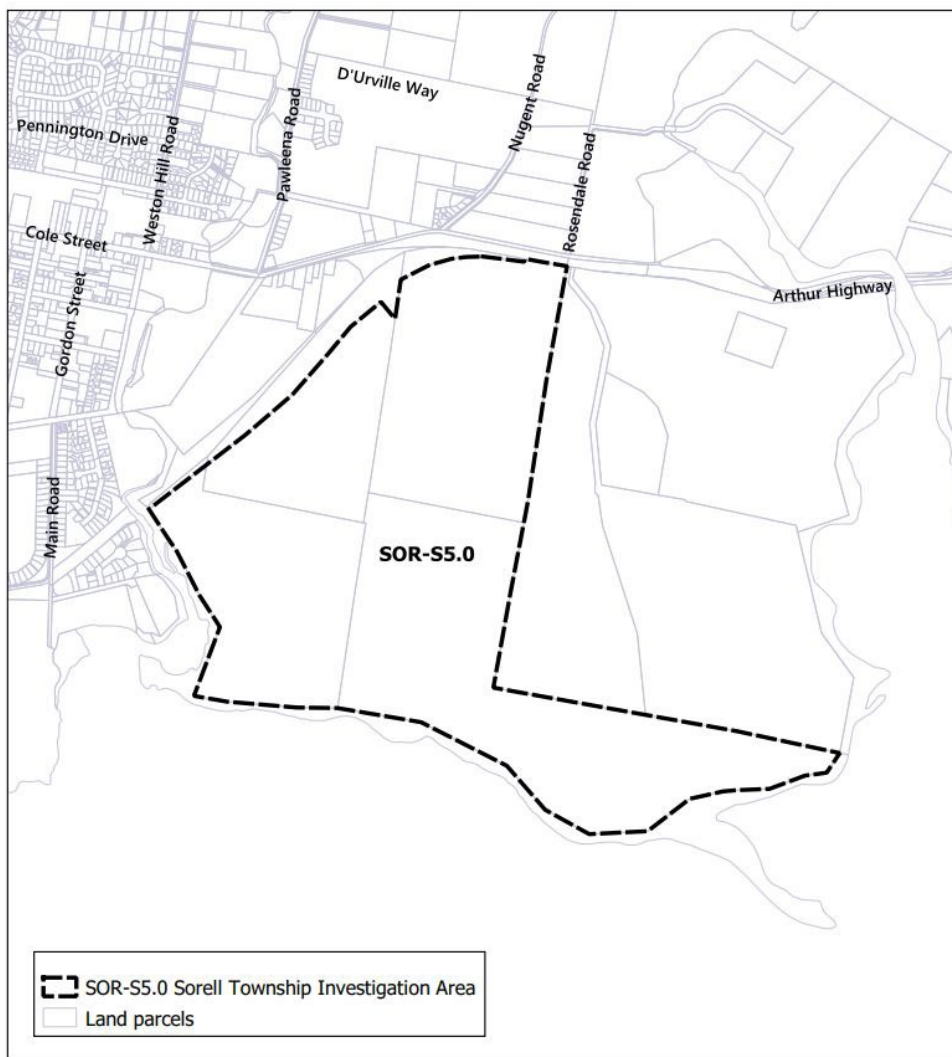 D'Urville Way
Nugent Road
Pennington Drive
Weston Hill Road
Pawleena Road
Rosendale Road
Cole Street
Gordon Street
Arthur Highway
Main Road
SOR-S5.0
SOR-S5.0 Sorell Township Investigation Area
Land parcels